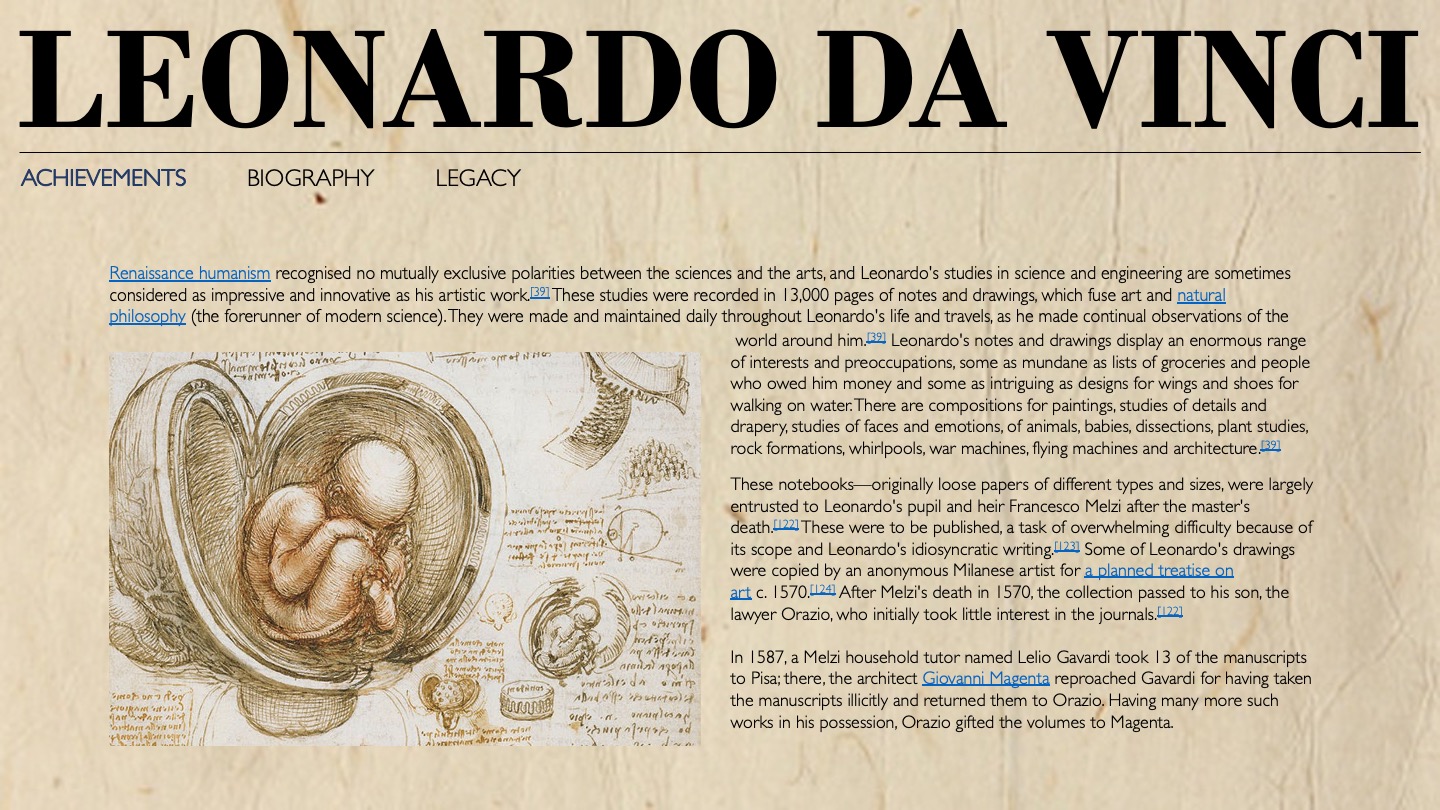 LEONARDO DA VINCI
ACHIEVEMENTS BIOGRAPHY LEGACY
Renaissance humanism recognised no mutually exclusive polarities between the sciences and the arts, and Leonardo's studies in science and engineering are sometimes
considered as impressive and innovative as his artistic work.[39] These studies were recorded in 13,000 pages of notes and drawings, which fuse art and natural
philosophy (the forerunner of modern science). They were made and maintained daily throughout Leonardo's life and travels, as he made continual observations of the
world around him.[39] Leonardo's notes and drawings display an enormous range
of interests and preoccupations, some as mundane as lists of groceries and people
who owed him money and some as intriguing as designs for wings and shoes for
walking on water. There are compositions for paintings, studies of details and
drapery, studies of faces and emotions, of animals, babies, dissections, plant studies,
rock formations, whirlpools, war machines, flying machines and architecture.[39]
These notebooks—originally loose papers of different types and sizes, were largely
entrusted to Leonardo's pupil and heir Francesco Melzi after the master's
death.[122] These were to be published, a task of overwhelming difficulty because of
its scope and Leonardo's idiosyncratic writing.[123] Some of Leonardo's drawings
were copied by an anonymous Milanese artist for a planned treatise on
art c. 1570.[124] After Melzi's death in 1570, the collection passed to his son, the
lawyer Orazio, who initially took little interest in the journals.[122]
In 1587, a Melzi household tutor named Lelio Gavardi took 13 of the manuscripts
to Pisa; there, the architect Giovanni Magenta reproached Gavardi for having taken
the manuscripts illicitly and returned them to Orazio. Having many more such
works in his possession, Orazio gifted the volumes to Magenta.